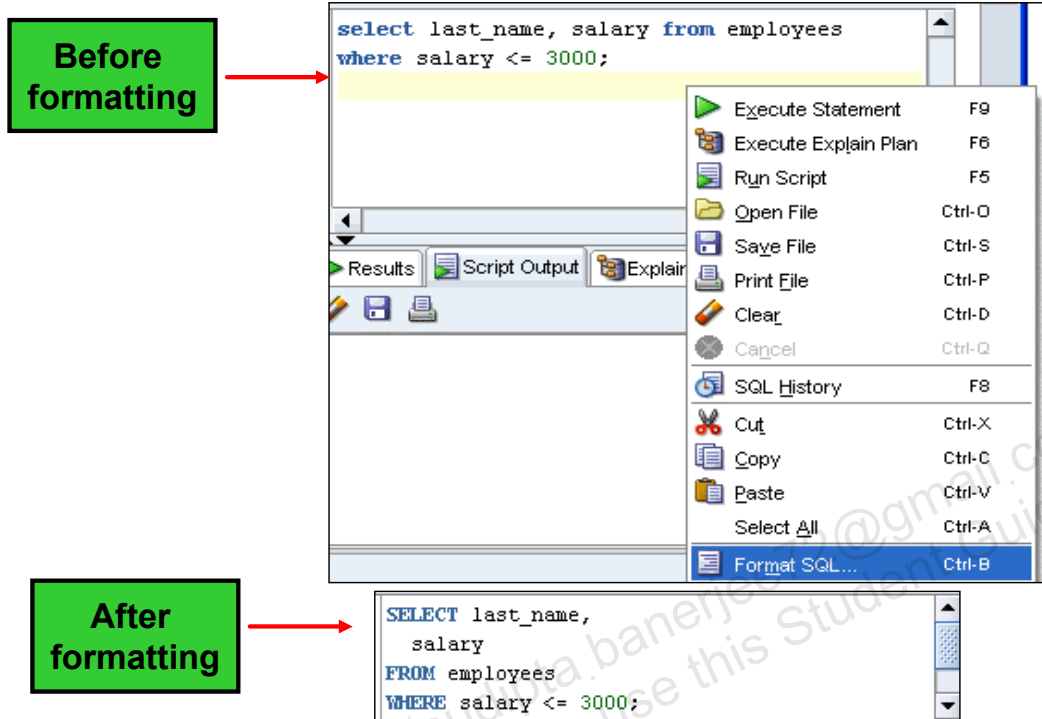 Before
formatting
select last_name, salary from employees
where salary <= 3000;
Execute Statement F9
Execute Explain Plan F6
Run Script F5
Open File Ctrl-O
Save File Ctrl-S
Print File Ctrl-P
Clear Ctrl-D
Cancel Ctrl-Q
SQL History F8
Cut Ctrl-X
Copy Ctrl-C
Paste Ctrl-V
Select All Ctrl-A
Format SQL... Ctrl-B
Results Script Output Explain
After
formatting
SELECT last_name,
salary
FROM employees
WHERE salary <= 3000;
this Student Gui